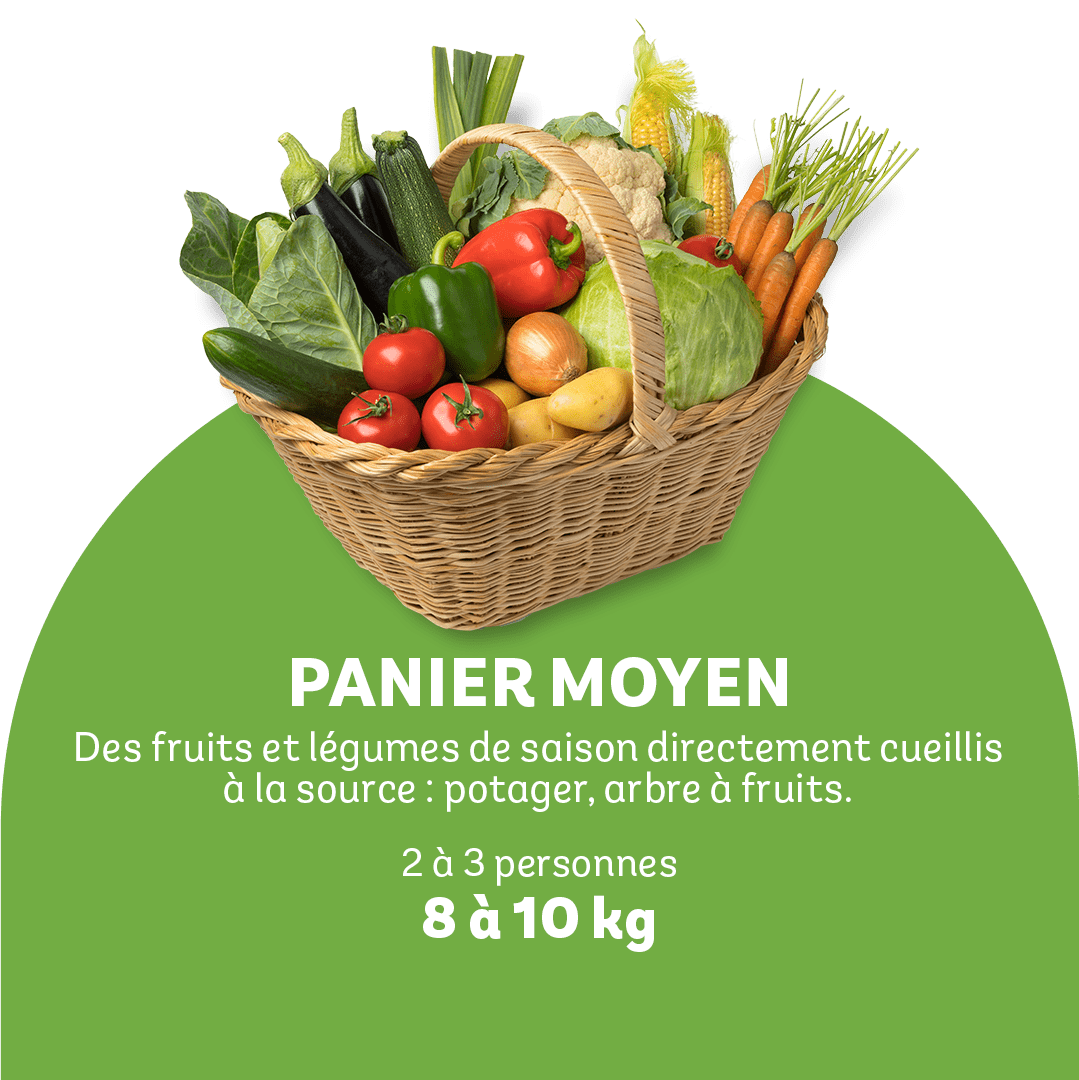 PANIER MOYEN
Des fruits et légumes de saison directement cueillis
à la source : potager, arbre à fruits.
2 à 3 personnes
8 à 10 kg